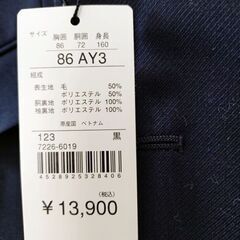 サイズ 胸囲 胴囲 身長
86 72 160
86 AY3
組成
表生地 毛 50%
ポリエステル 50%
胴裏地 ポリエステル 100%
袖裏地 ポリエステル 100%
原産国 ベトナム
123 黒
7226-6019
4528925328406
(税込)
¥13,900